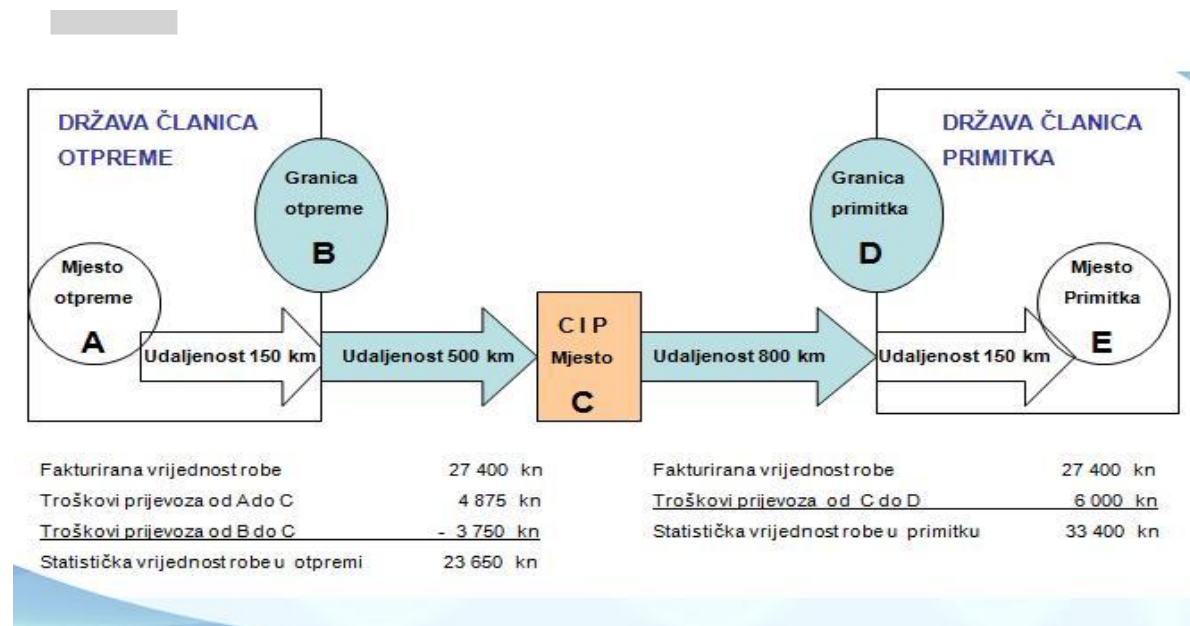 DRŽAVA ČLANICA
OTPREME
Granica
otpreme
B
Mjesto
otpreme
A
Udaljenost 150 km
Udaljenost 500 km
CIP
Mjesto
C
Udaljenost 800 km
DRŽAVA ČLANICA
PRIMITKA
Granica
primitka
D
Mjesto
Primitka
E
Udaljenost 150 km
Fakturirana vrijednost robe 27 400 kn
Troškovi prijevoza od A do C 4 875 kn
Troškovi prijevoza od B do C - 3 750 kn
Statistička vrijednost robe u otpremi 23 650 kn
Fakturirana vrijednost robe 27 400 kn
Troškovi prijevoza od C do D 6 000 kn
Statistička vrijednost robe u primitku 33 400 kn